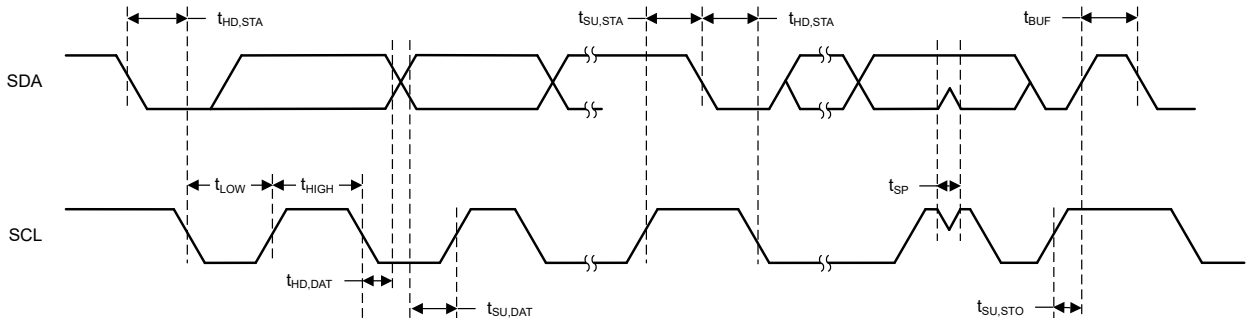 tHD,STA
tSU,STA
tHD,STA
tBUF
SDA
tLOW
tHIGH
tSP
SCL
tHD,DAT
tSU,DAT
tSU,STO